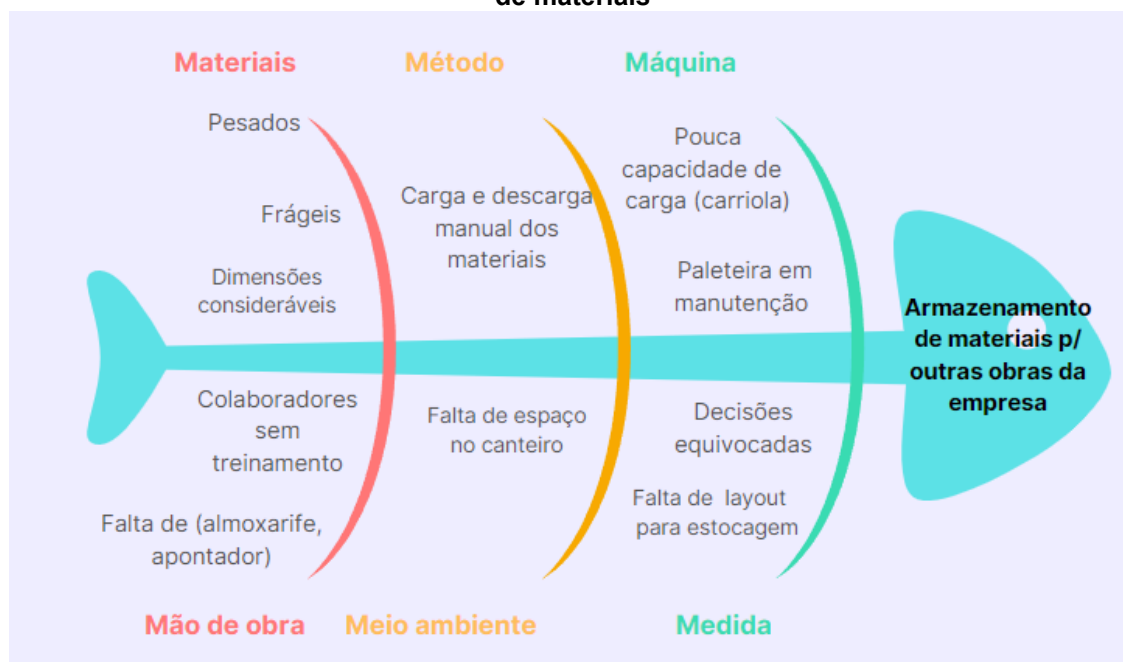 de materiais
Materiais
Método
Máquina
Pesados
Frágeis
Dimensões
consideráveis
Carga e descarga
manual dos
materiais
Pouca
capacidade de
carga (carriola)
Paleteira em
manutenção
Armazenamento
de materiais p/
outras obras da
empresa
Colaboradores
sem
treinamento
Falta de (almoxarife,
apontador)
Falta de espaço
no canteiro
Decisões
equivocadas
Falta de layout
para estocagem
Mão de obra
Meio ambiente
Medida